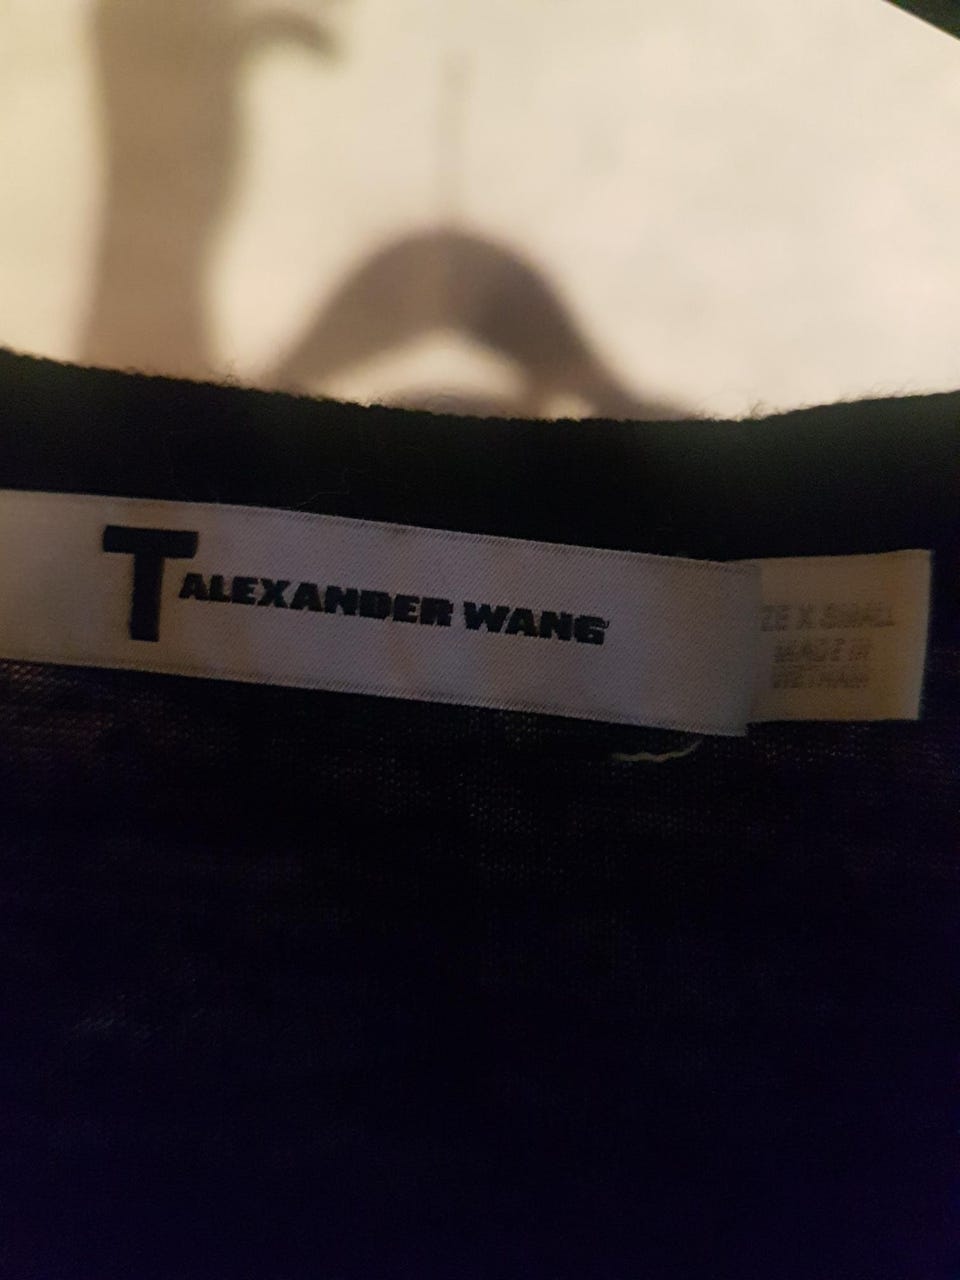 T ALEXANDER WANG
ZE X SMALL
MADE IN
VIETNAM